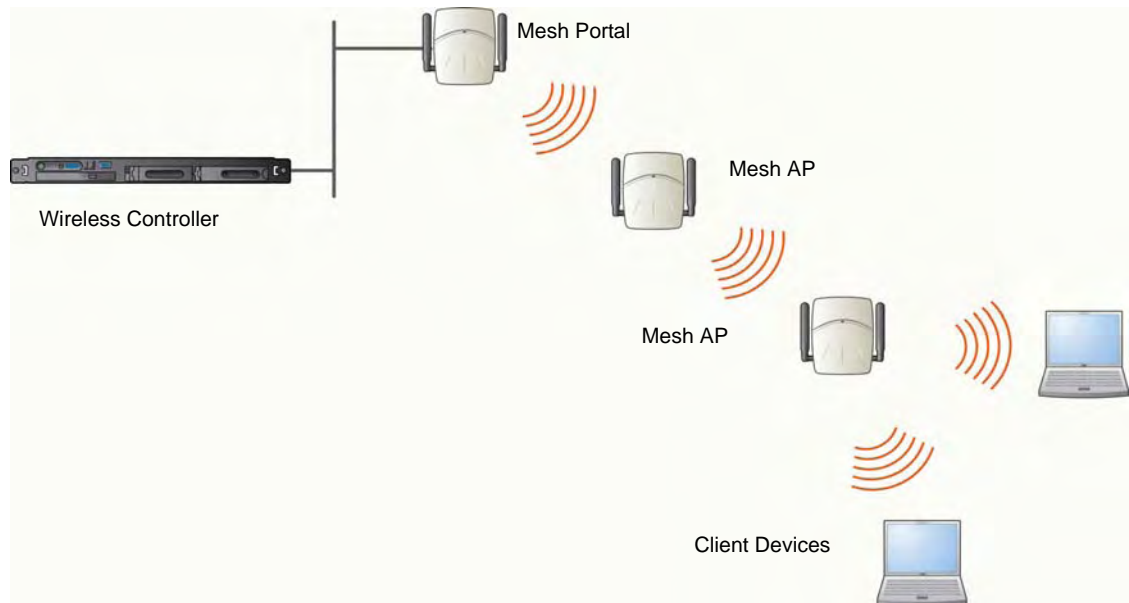 Mesh Portal
Mesh AP
Wireless Controller
Mesh AP
Client Devices